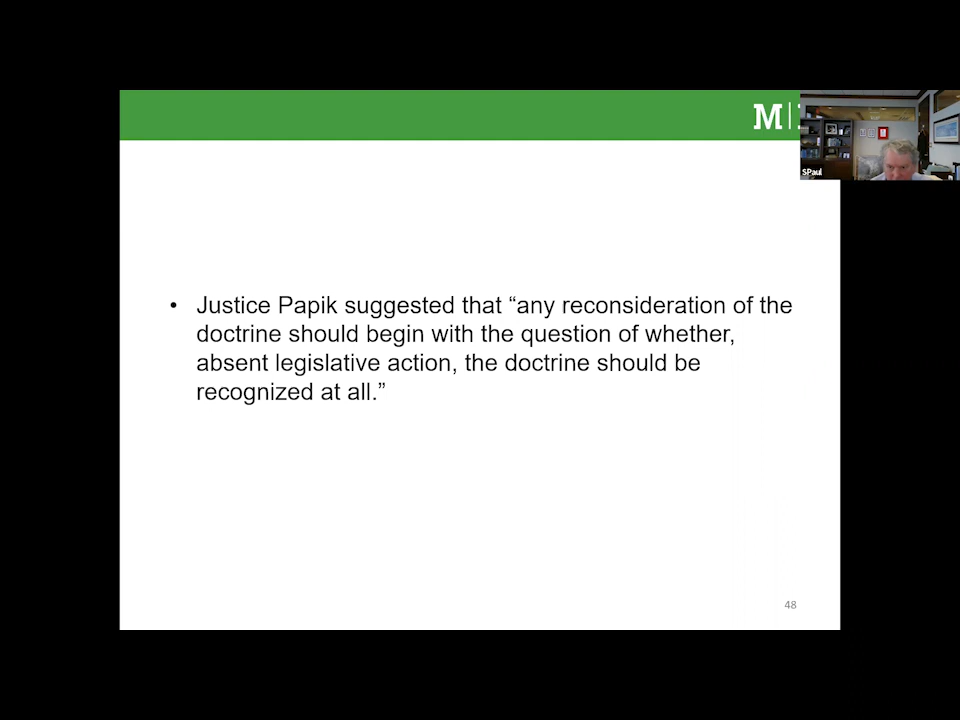 M|
SPaul
• Justice Papik suggested that “any reconsideration of the
doctrine should begin with the question of whether,
absent legislative action, the doctrine should be
recognized at all.”
48